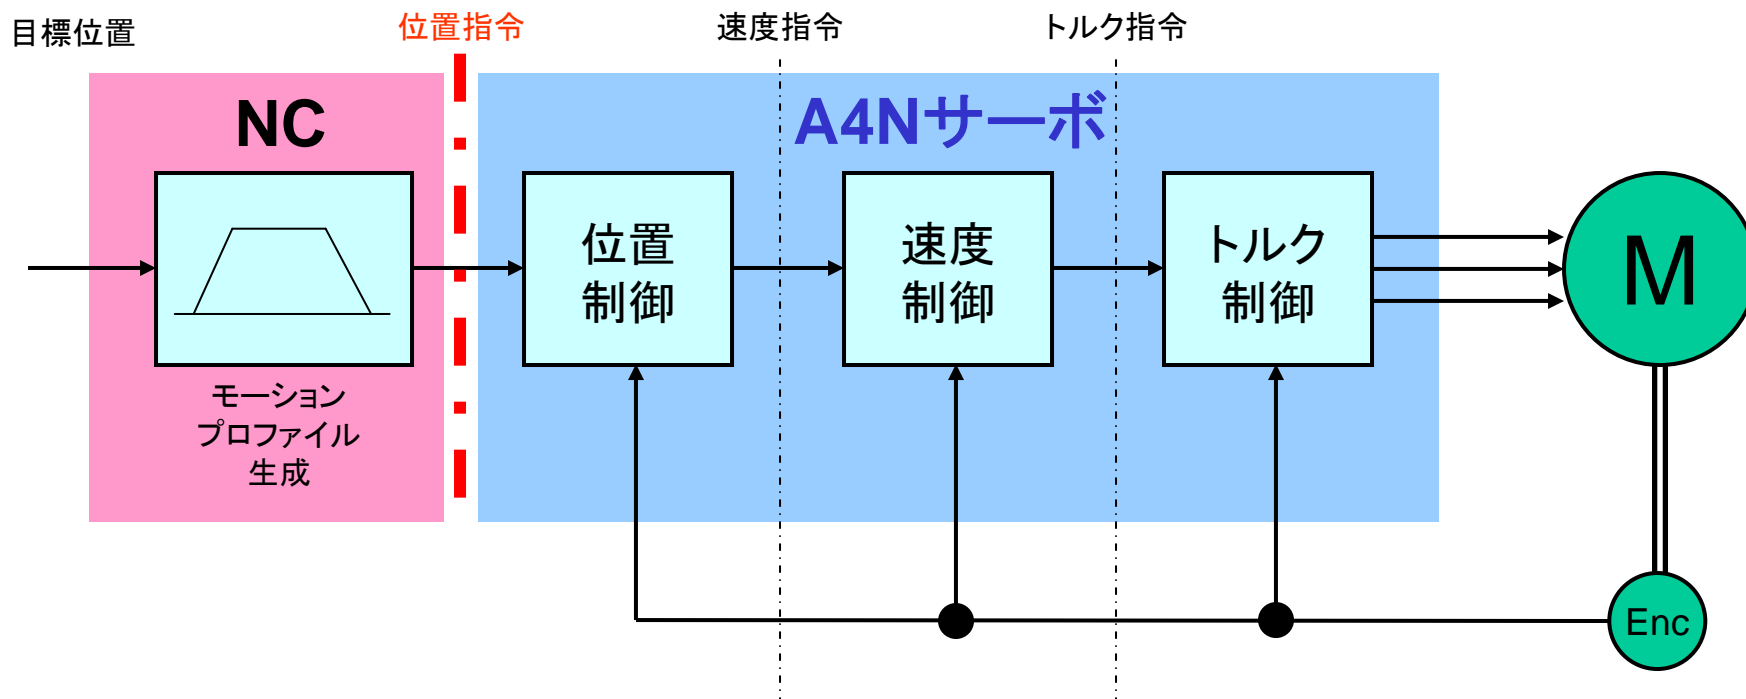 目標位置
位置指令
速度指令
トルク指令
NC
A4Nサーボ
位置
制御
速度
制御
トルク
制御
M
モーション
プロファイル
生成
Enc